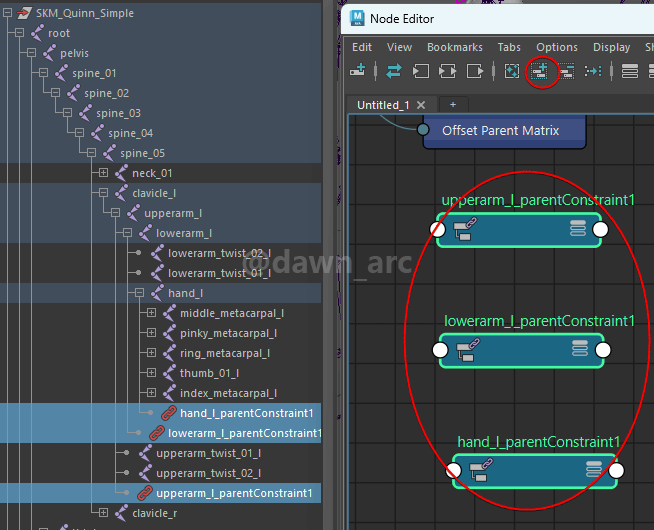 SKM_Quinn_Simple
root
pelvis
spine_01
spine_02
spine_03
spine_04
spine_05
neck_01
clavicle_l
upperarm_l
lowerarm_l
lowerarm_twist_02_l
lowerarm_twist_01_l
hand_l
middle_metacarpal_l
pinky_metacarpal_l
ring_metacarpal_l
thumb_01_l
index_metacarpal_l
hand_l_parentConstraint1
lowerarm_l_parentConstraint1
upperarm_twist_01_l
upperarm_twist_02_l
upperarm_l_parentConstraint1
clavicle_r
Node Editor
Edit View Bookmarks Tabs Options Display
Untitled_1 × +
Offset Parent Matrix
upperarm_l_parentConstraint1
lowerarm_l_parentConstraint1
hand_l_parentConstraint1
@dawn_arc